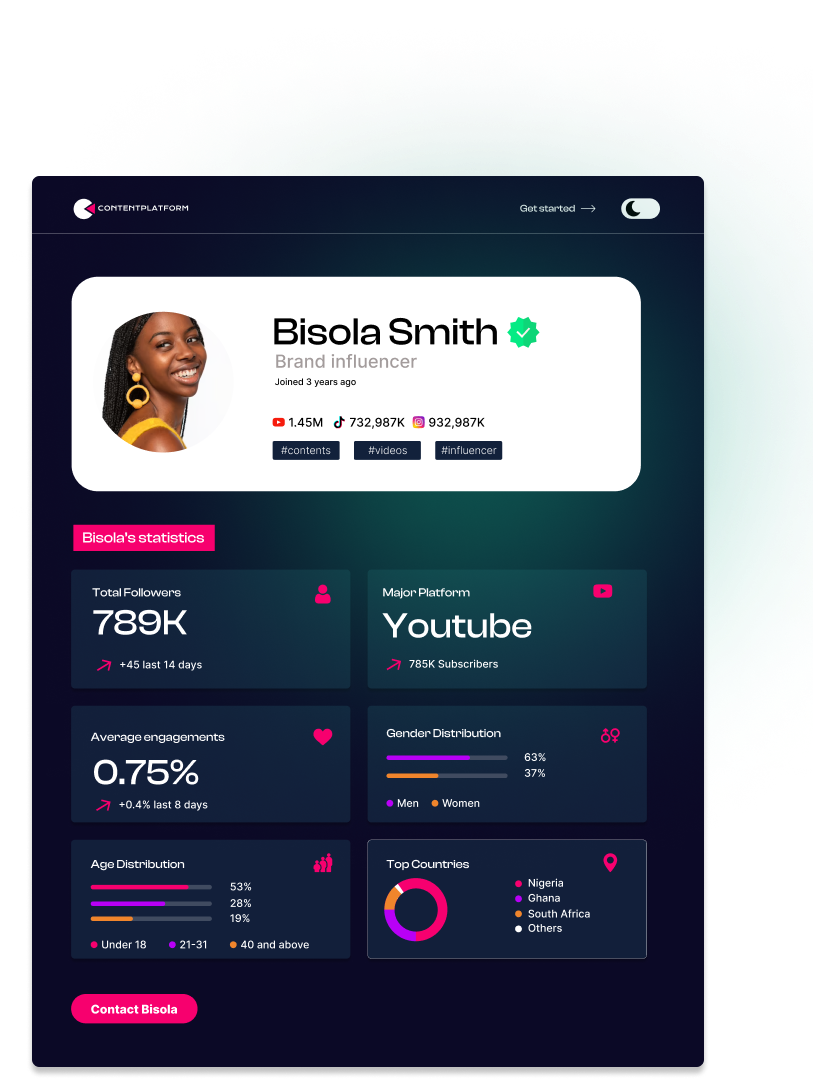 CONTENTPLATFORM
Get started
Bisola Smith
Brand influencer
Joined 3 years ago
1.45M 732,987K 932,987K
#contents #videos #influencer
Bisola's statistics
Total Followers
789K
+45 last 14 days
Major Platform
Youtube
785K Subscribers
Average engagements
0.75%
+0.4% last 8 days
Gender Distribution
63%
37%
Men Women
Age Distribution
53%
28%
19%
Under 18 21-31 40 and above
Top Countries
Nigeria
Ghana
South Africa
Others
Contact Bisola